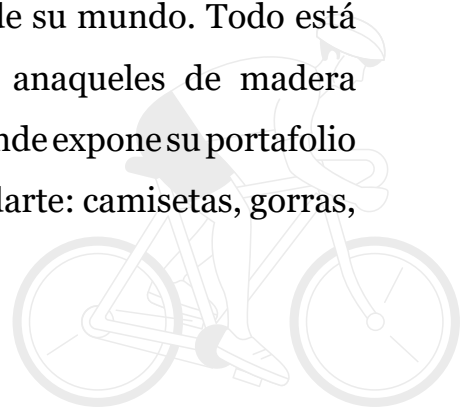 de su mundo. Todo está
anaqueles de madera
nde expone su portafolio
larte: camisetas, gorras,